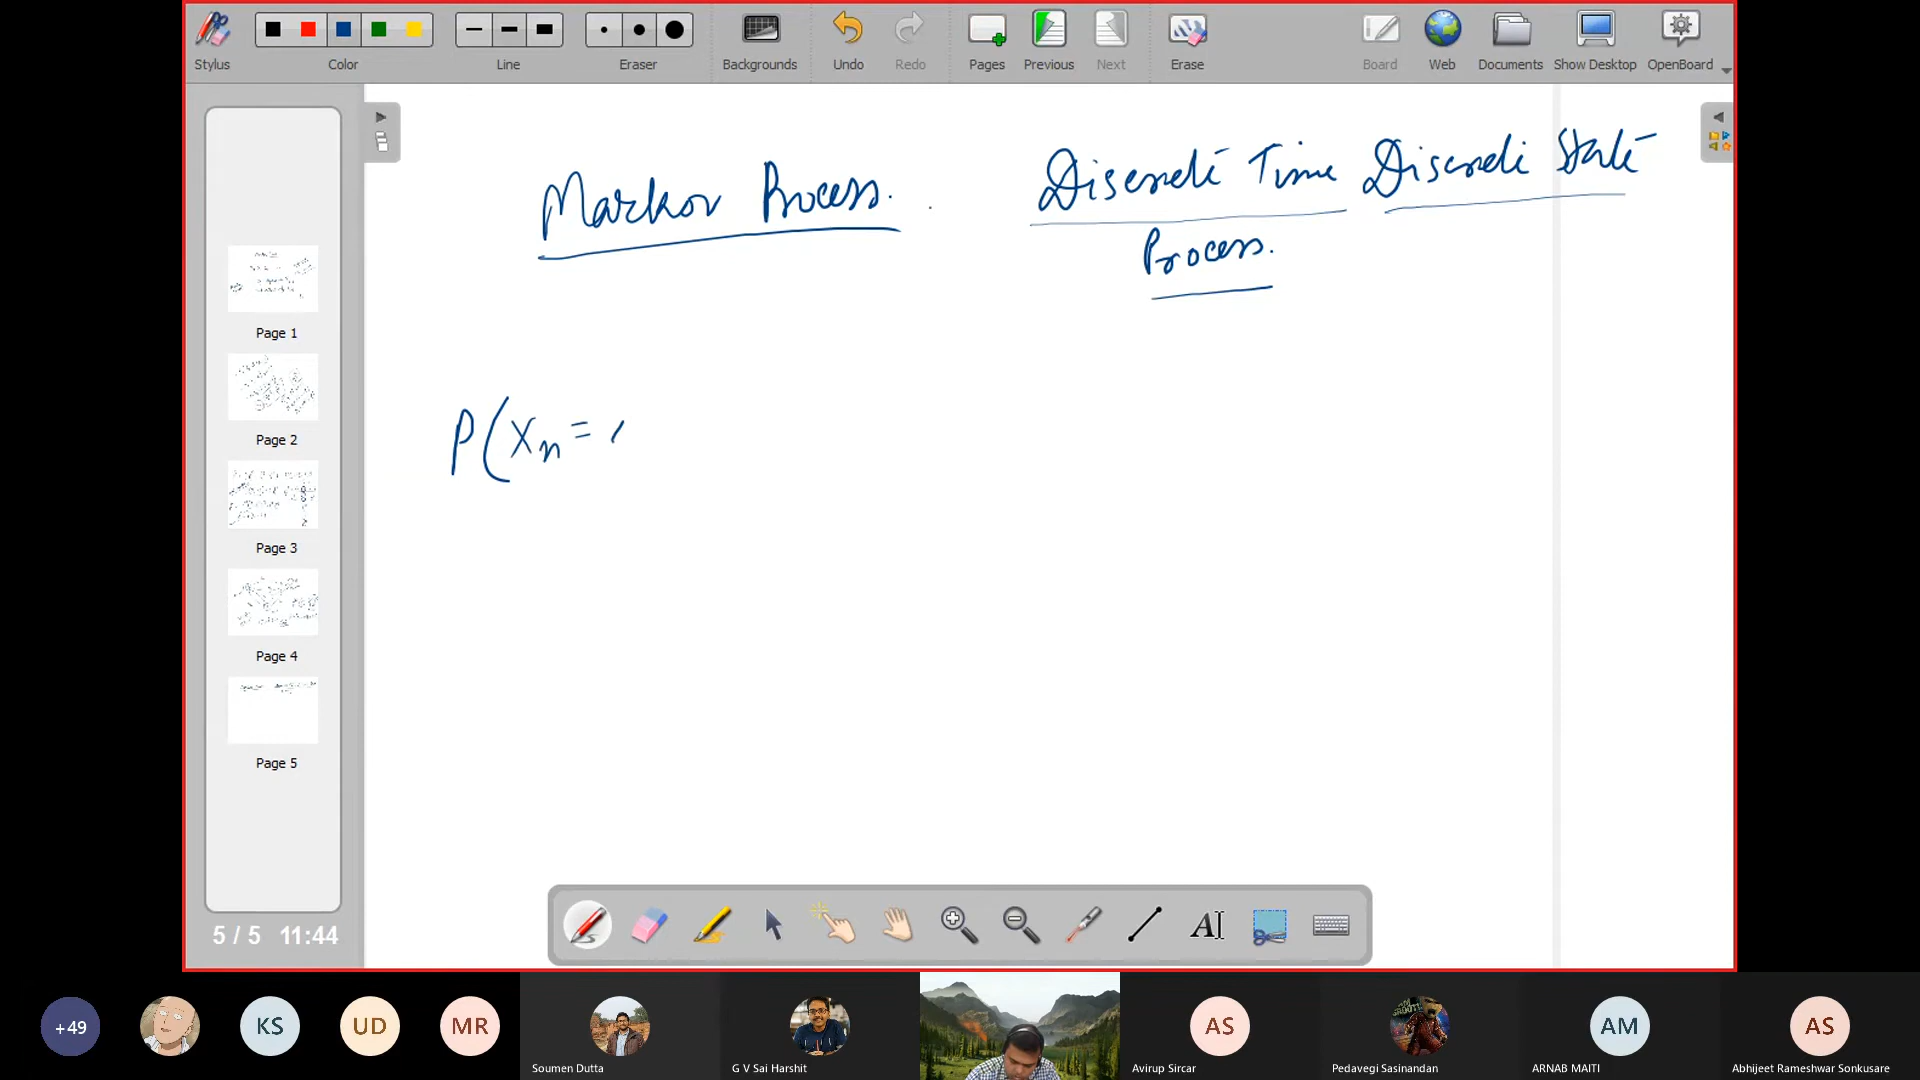 Stylus Color Line Eraser Backgrounds Undo Redo Pages Previous Next Erase Board Web Documents Show Desktop OpenBoard
Markov Process.
Discrete Time Discrete State
Process.
P(Xn =
Page 1
Page 2
Page 3
Page 4
Page 5
5 / 5 11:44
+49
KS
UD
MR
Soumen Dutta
G V Sai Harshit
AS
Avirup Sircar
Pedavegi Sasinandan
AM
ARNAB MAITI
AS
Abhijeet Rameshwar Sonkusare